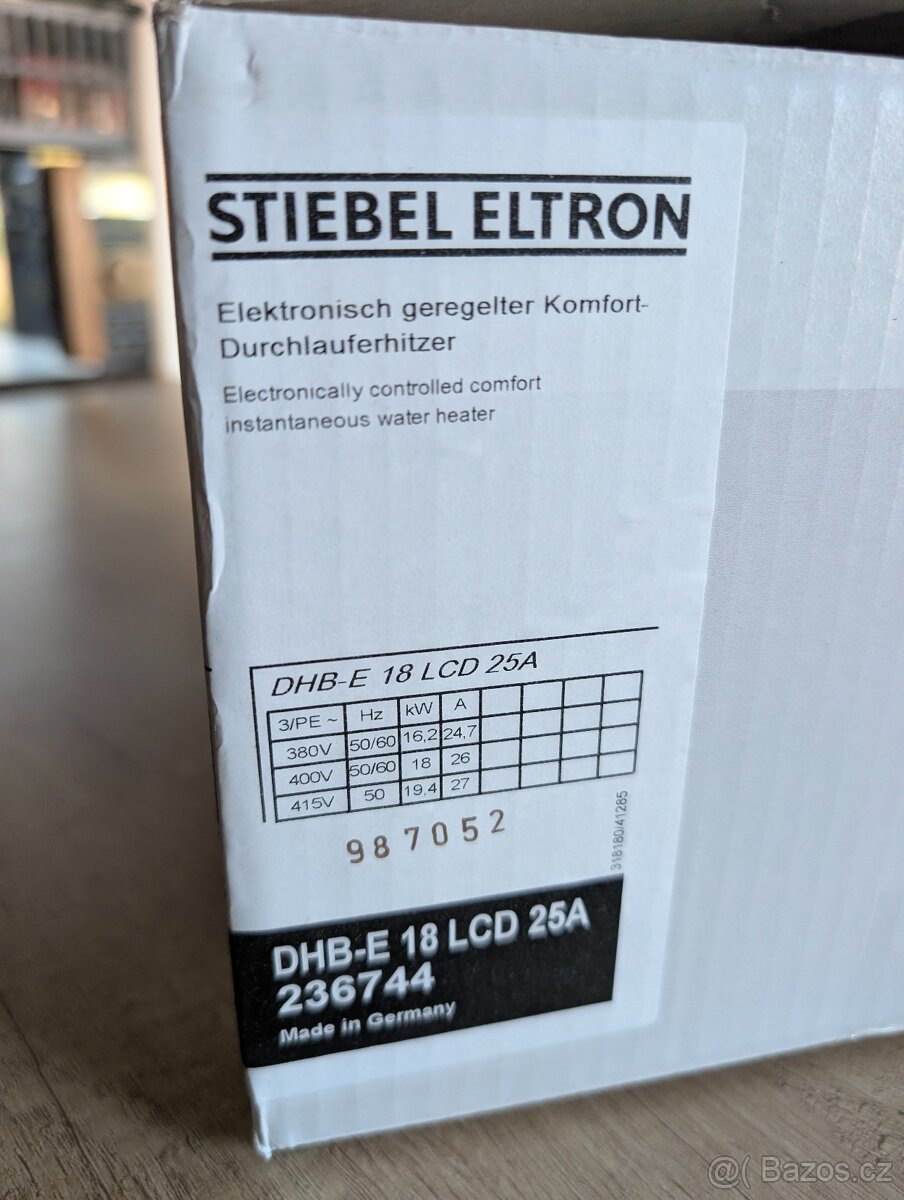 STIEBEL ELTRON
Elektronisch geregelter Komfort-
Durchlauferhitzer
Electronically controlled comfort
instantaneous water heater
DHB-E 18 LCD 25A
3/PE ~ Hz kW A
380V 50/60 16,2 24,7
400V 50/60 18 26
415V 50 19,4 27
987052
318180/41285
DHB-E 18 LCD 25A
236744
Made in Germany
@( Bazos.cz